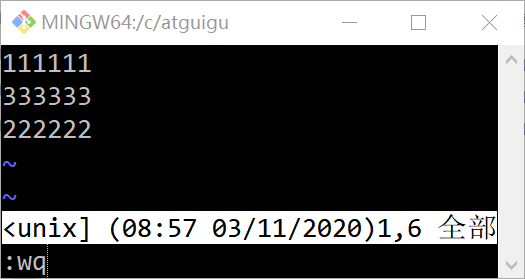 MINGW64:/c/atguigu
111111
333333
222222
~
~
<unix] (08:57 03/11/2020)1,6 全部
:wq